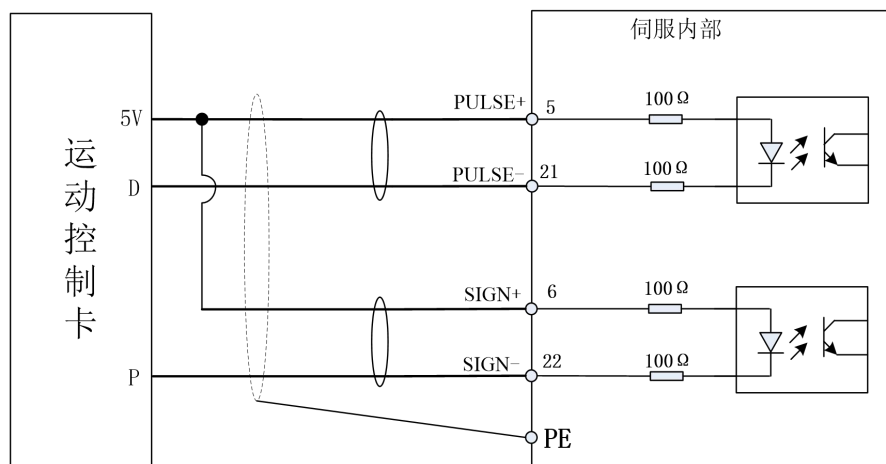 伺服内部
PULSE+
5
100Ω
5V
运动控制卡
D
PULSE-
21
100Ω
SIGN+
6
100Ω
P
SIGN-
22
100Ω
PE